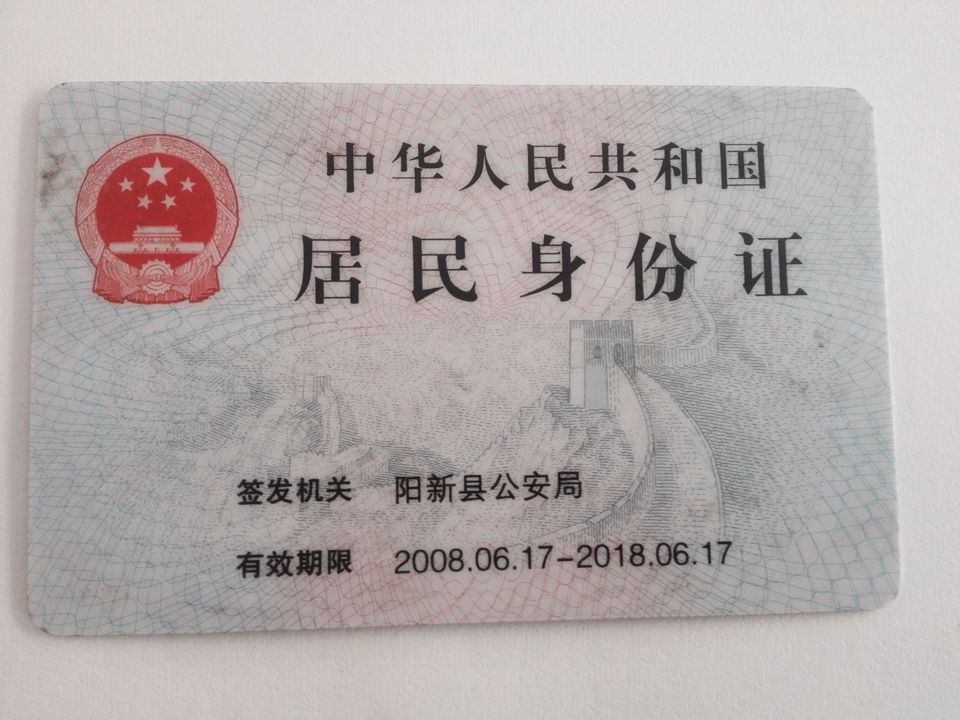 中华人民共和国
居民身份证
签发机关 阳新县公安局
有效期限 2008.06.17-2018.06.17